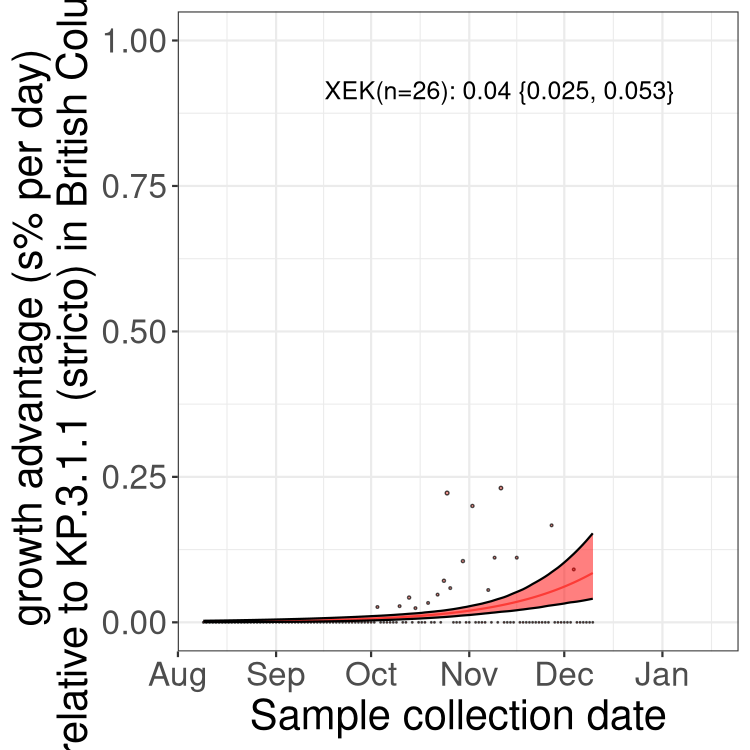 growth advantage (s% per day)
relative to KP.3.1.1 (stricto) in British Colu
1.00
0.75
0.50
0.25
0.00
XEK(n=26): 0.04 {0.025, 0.053}
Aug Sep Oct Nov Dec Jan
Sample collection date